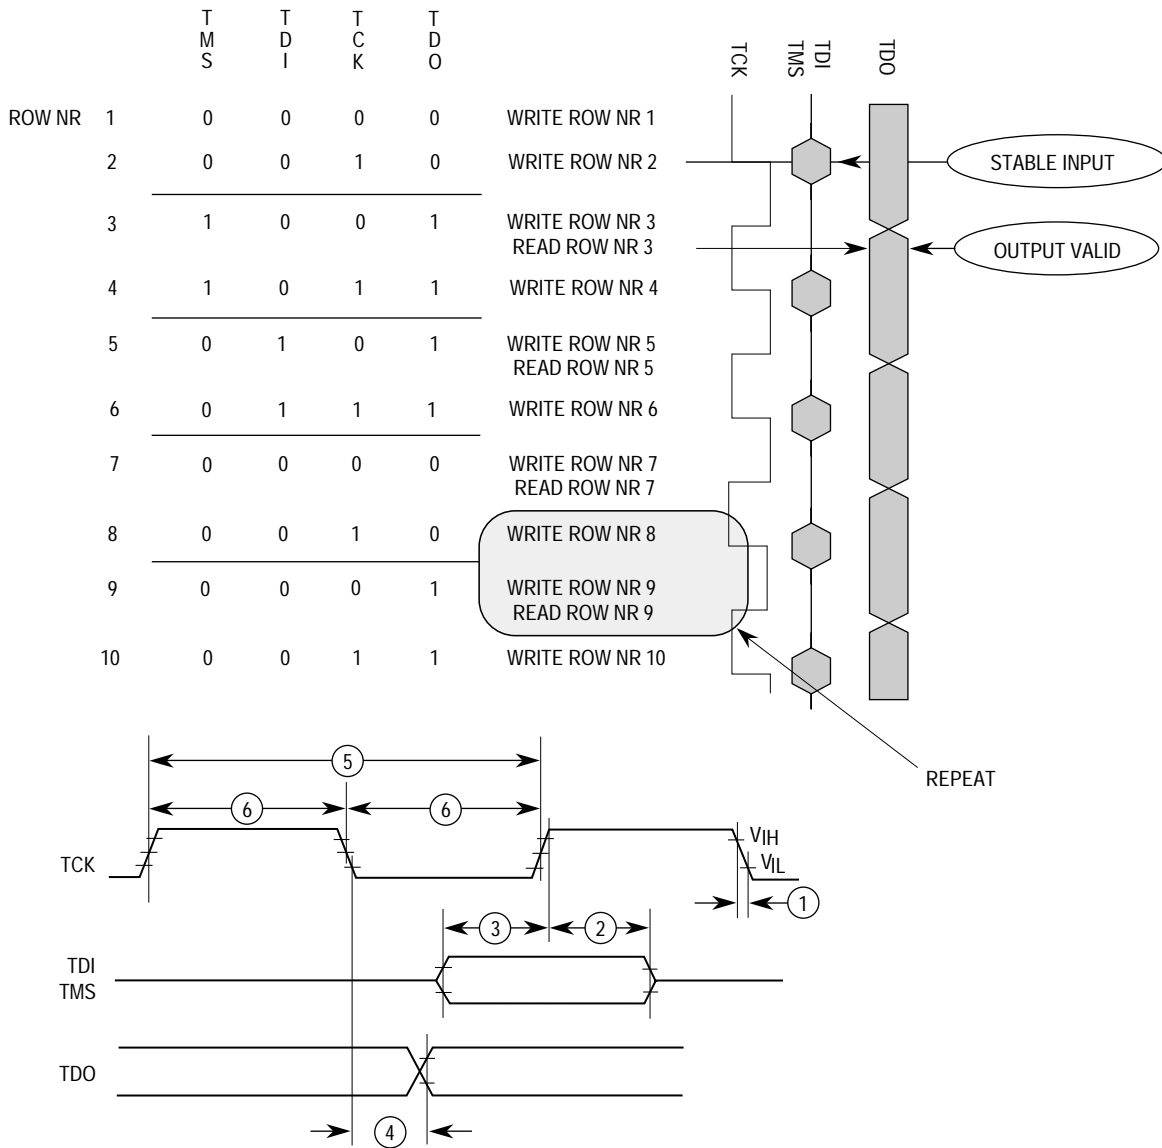 TMS TDI TCK TDO
TCK TMS TDI TDO
ROW NR 1 0 0 0 0 WRITE ROW NR 1
2 0 0 1 0 WRITE ROW NR 2
STABLE INPUT
3 1 0 0 1 WRITE ROW NR 3
READ ROW NR 3
OUTPUT VALID
4 1 0 1 1 WRITE ROW NR 4
5 0 1 0 1 WRITE ROW NR 5
READ ROW NR 5
6 0 1 1 1 WRITE ROW NR 6
7 0 0 0 0 WRITE ROW NR 7
READ ROW NR 7
8 0 0 1 0 WRITE ROW NR 8
9 0 0 0 1 WRITE ROW NR 9
READ ROW NR 9
10 0 0 1 1 WRITE ROW NR 10
REPEAT
5
6 6
TCK
VIH
VIL
1
3 2
TDI
TMS
TDO
4